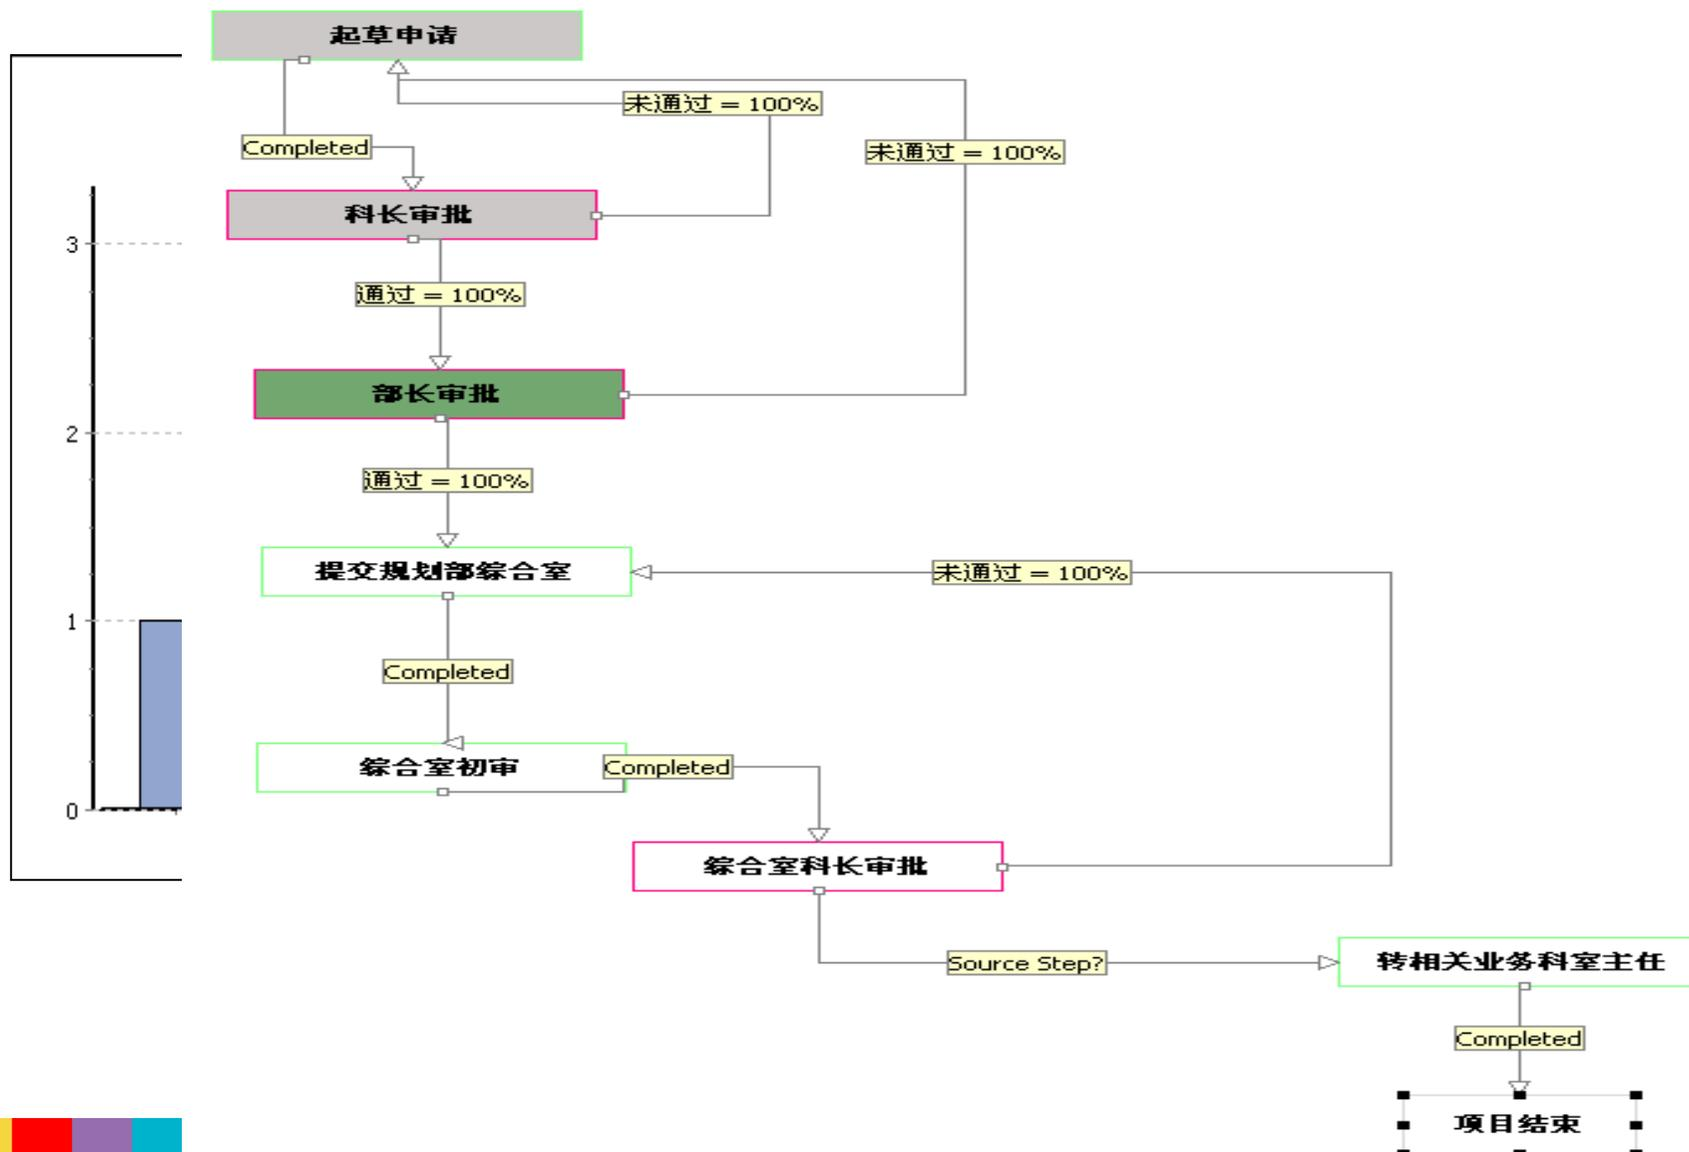 起草申请
未通过 = 100%
Completed
未通过 = 100%
科长审批
3
通过 = 100%
部长审批
2
通过 = 100%
提交规划部综合室
未通过 = 100%
1
Completed
综合室初审
Completed
0
综合室科长审批
Source Step?
转相关业务科室主任
Completed
项目结束